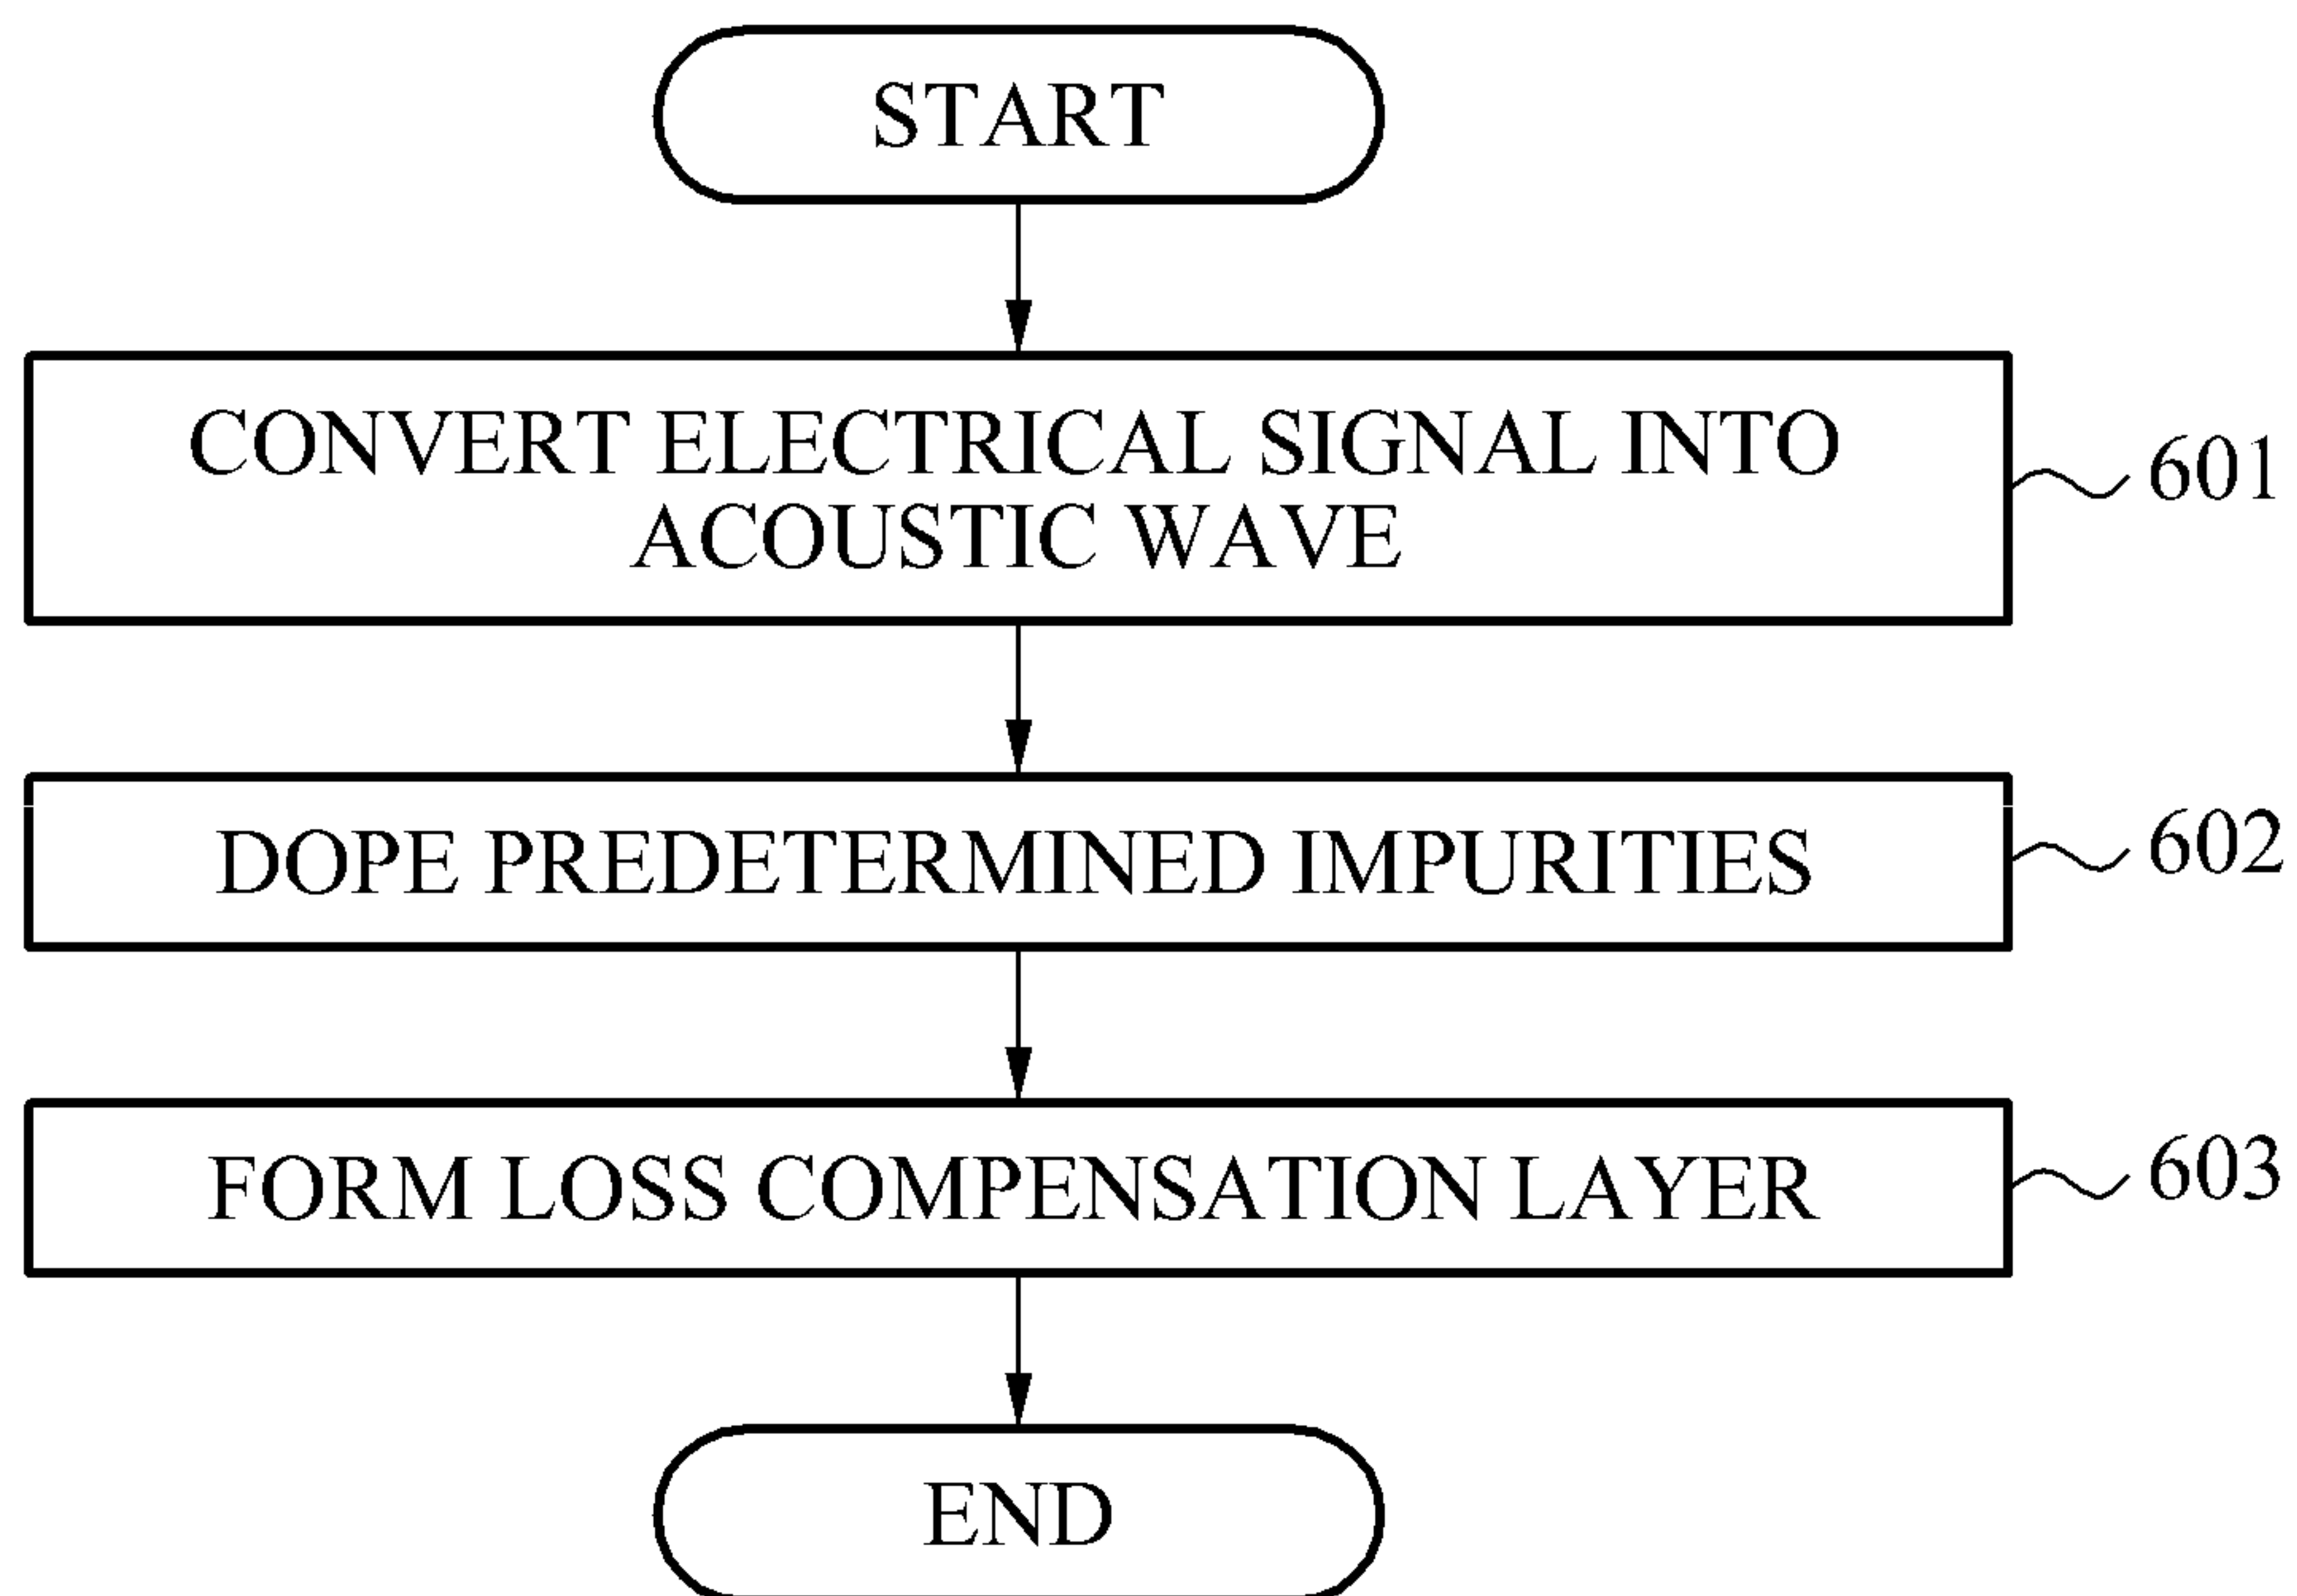 START
CONVERT ELECTRICAL SIGNAL INTO
ACOUSTIC WAVE
601
DOPE PREDETERMINED IMPURITIES
602
FORM LOSS COMPENSATION LAYER
603
END